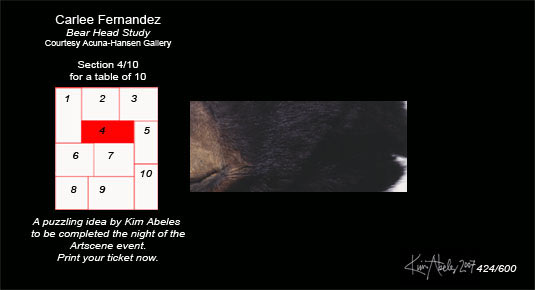 Carlee Fernandez
Bear Head Study
Courtesy Acuna-Hansen Gallery
Section 4/10
for a table of 10
1 2 3
4 5
6 7
10
8 9
A puzzling idea by Kim Abeles
to be completed the night of the
Artscene event.
Print your ticket now.
Kim Abeles 2007 424/600